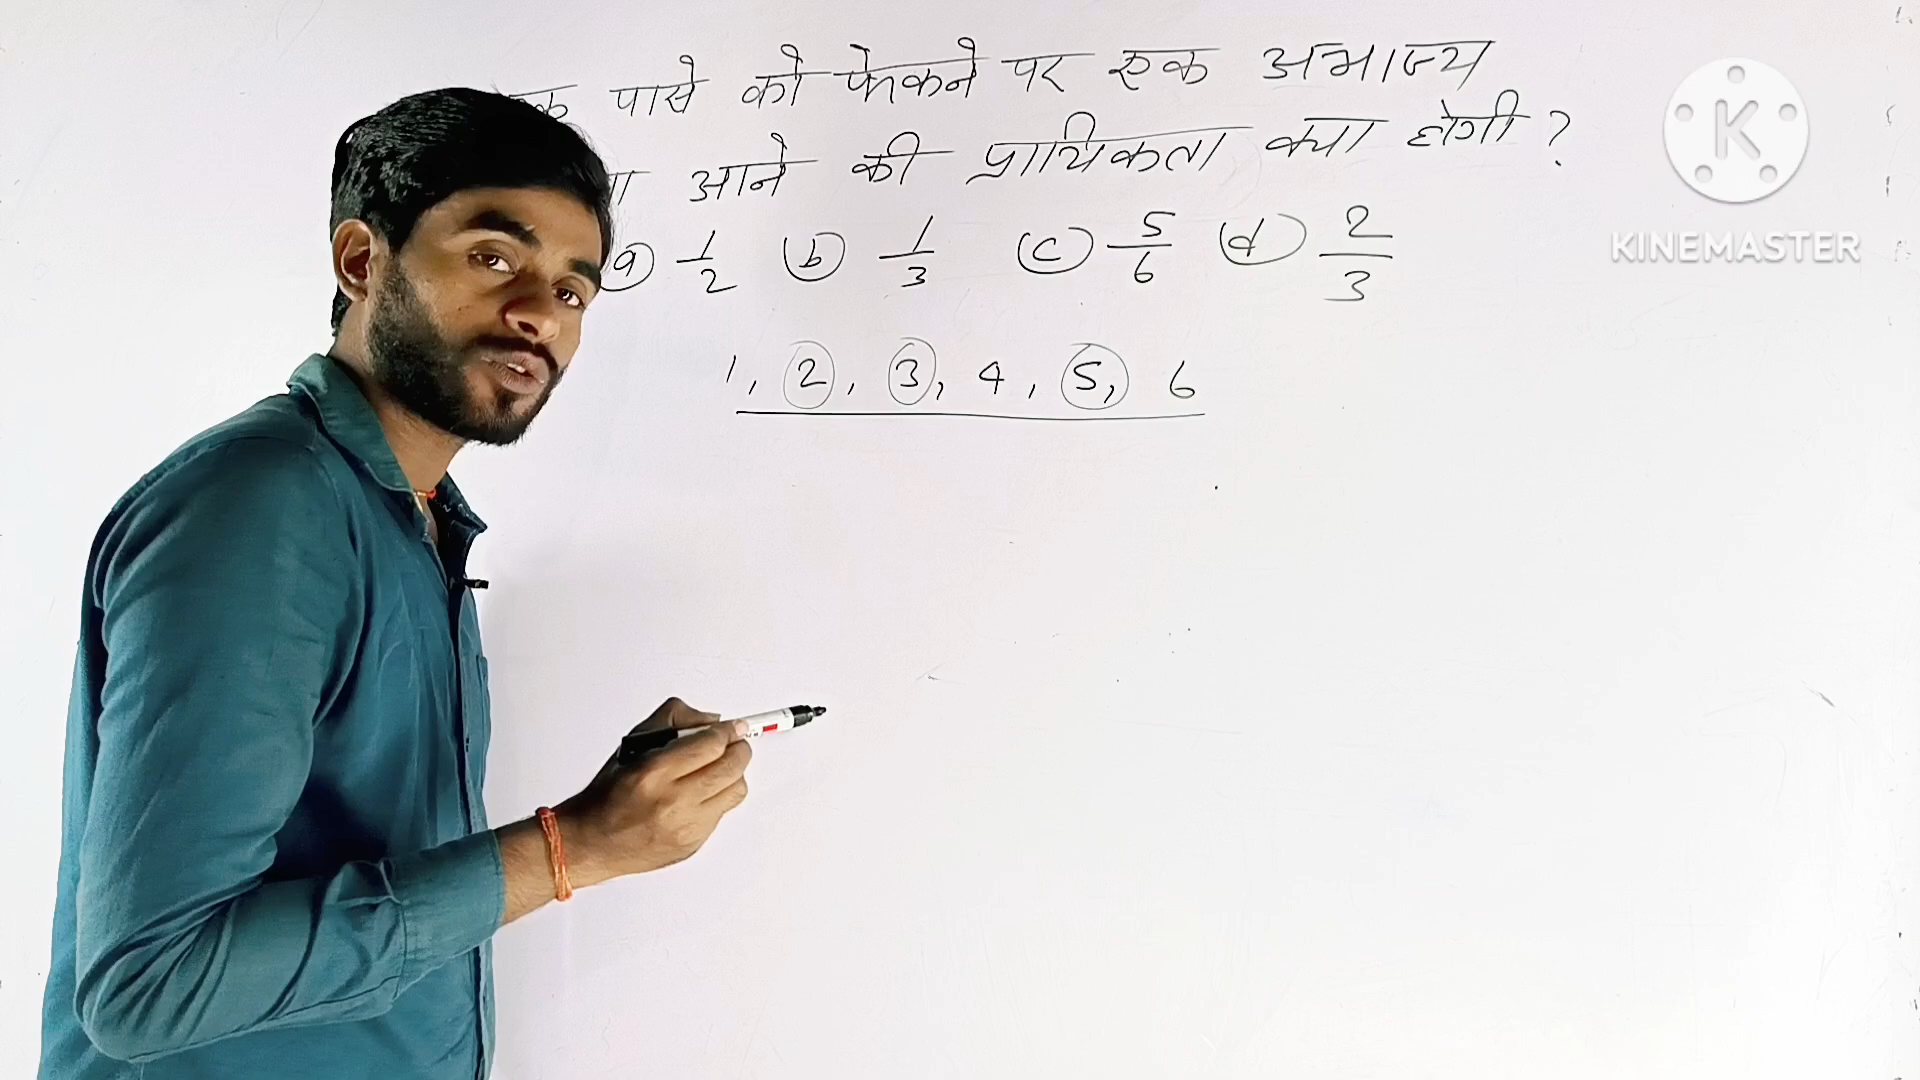 पासे को फेकने पर एक अभाज्य
आने की प्रायिकता क्या होगी ?
(a) 1/2 (b) 1/3 (c) 5/6 (d) 2/3
1, 2, 3, 4, 5, 6
K
KINEMASTER